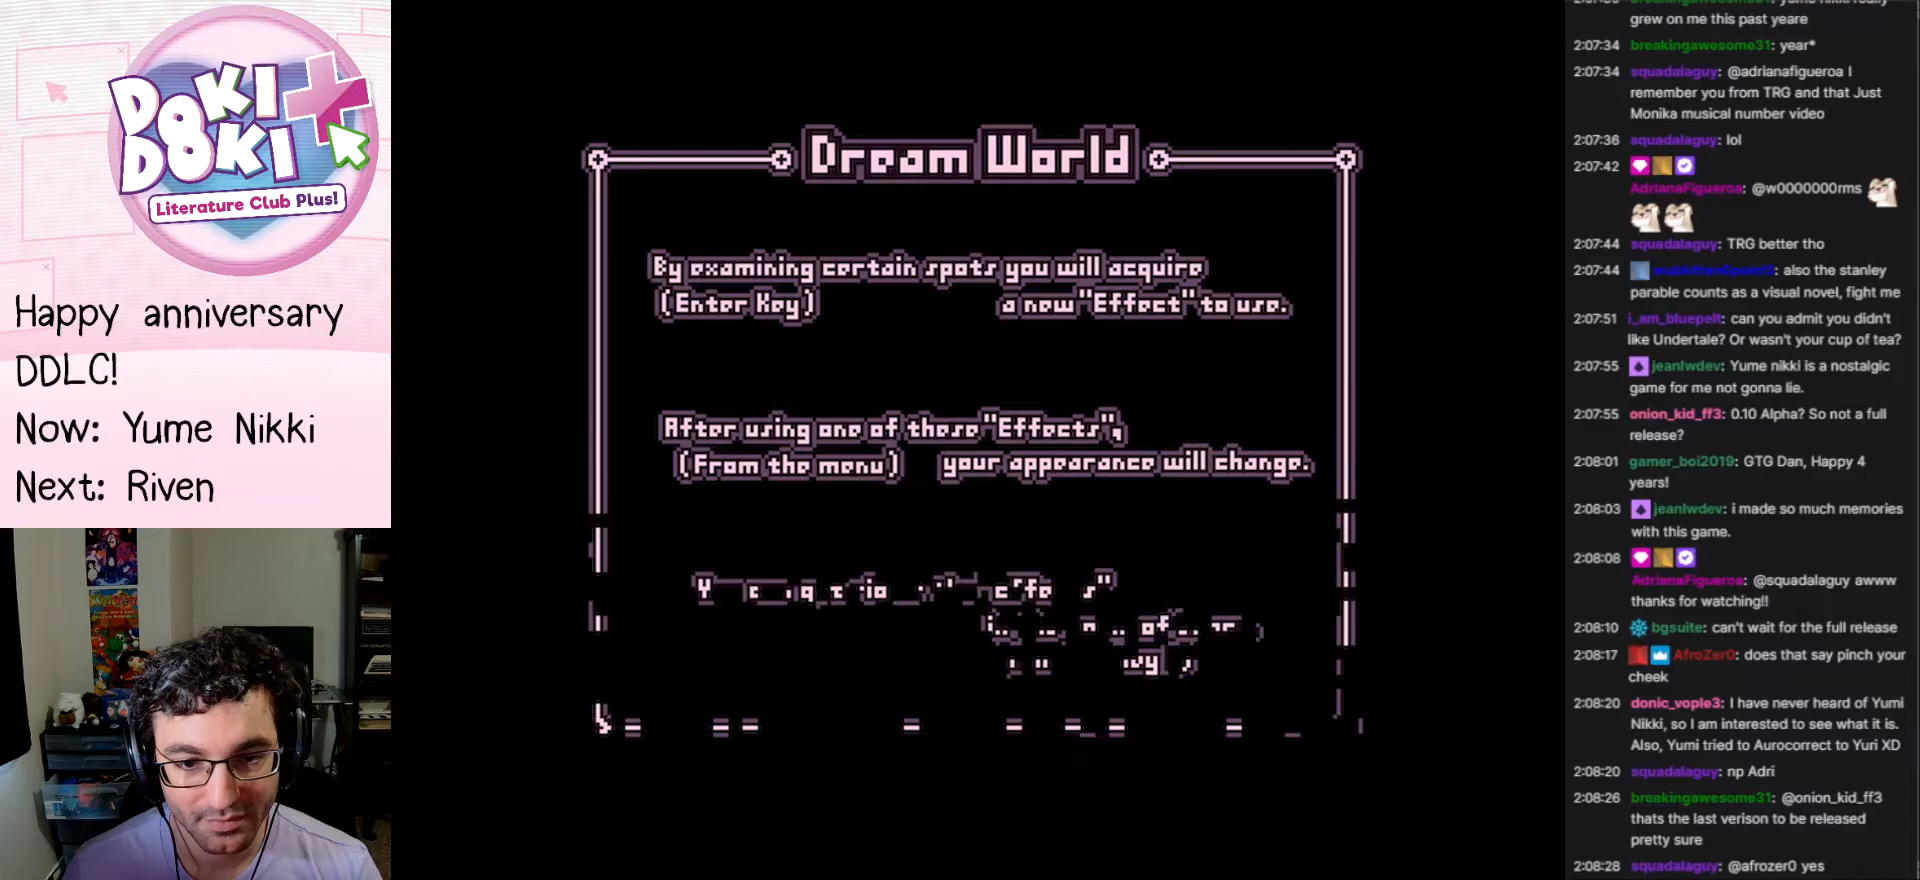 DOKI DOKI
Literature Club Plus!
Happy anniversary
DDLC!
Now: Yume Nikki
Next: Riven
Dream World
By examining certain spots you will acquire
(Enter Key) a new "Effect" to use.
After using one of these "Effects",
(From the menu) your appearance will change.
grew on me this past yeare
2:07:34 breakingawesome31: year*
2:07:34 squadalaguy: @adrianafigueroa I
remember you from TRG and that Just
Monika musical number video
2:07:36 squadalaguy: lol
2:07:42
AdrianaFigueroa: @w0000000rms
2:07:44 squadalaguy: TRG better tho
2:07:44 : also the stanley
parable counts as a visual novel, fight me
2:07:51 i_am_bluepelt: can you admit you didn't
like Undertale? Or wasn't your cup of tea?
2:07:55 jeanlwdev: Yume nikki is a nostalgic
game for me not gonna lie.
2:07:55 onion_kid_ff3: 0.10 Alpha? So not a full
release?
2:08:01 gamer_boi2019: GTG Dan, Happy 4
years!
2:08:03 jeanlwdev: i made so much memories
with this game.
2:08:08
AdrianaFigueroa: @squadalaguy awww
thanks for watching!!
2:08:10 bgsuite: can't wait for the full release
2:08:17 AfroZer0: does that say pinch your
cheek
2:08:20 donic_vople3: I have never heard of Yumi
Nikki, so I am interested to see what it is.
Also, Yumi tried to Aurocorrect to Yuri XD
2:08:20 squadalaguy: np Adri
2:08:26 breakingawesome31: @onion_kid_ff3
thats the last verison to be released
pretty sure
2:08:28 squadalaguy: @afrozer0 yes